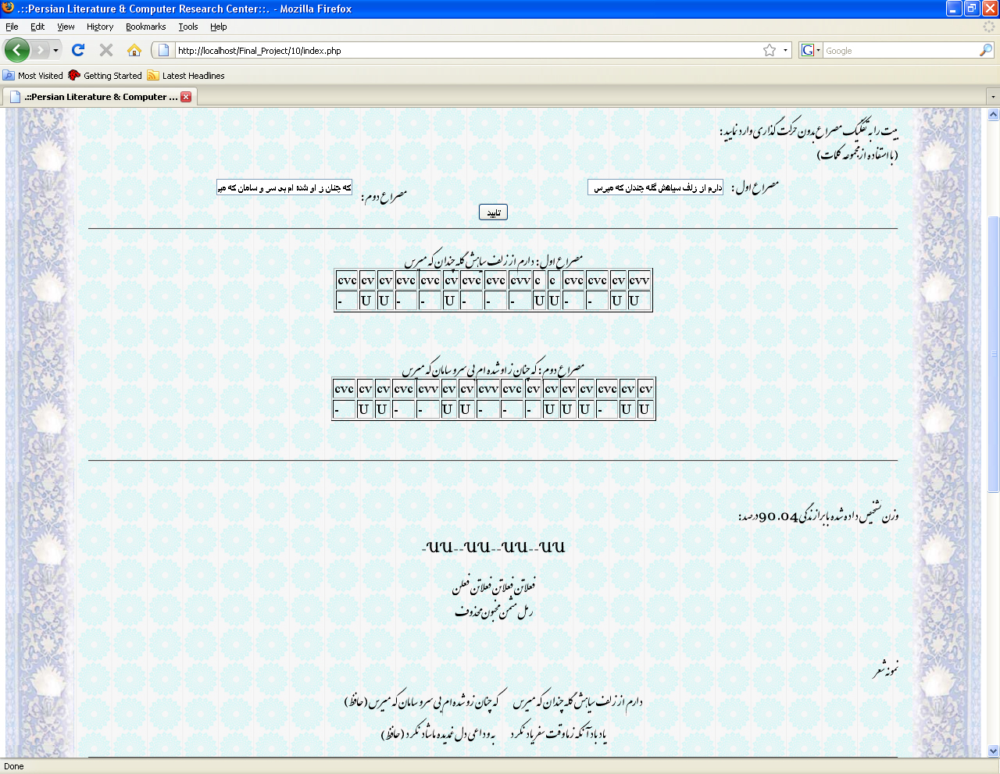 .::Persian Literature & Computer Research Center::. - Mozilla Firefox
File Edit View History Bookmarks Tools Help
http://localhost/Final_Project/10/index.php
Google
Most Visited Getting Started Latest Headlines
.::Persian Literature & Computer ...
بیت را به تفکیک مصراع بدون حرکت گذاری وارد نمایید :
(با استفاده از مجموعه کلمات)
مصراع اول : دارم از زلف سیاهش گله چندان که مپرس
مصراع دوم : که چنان ز او شده ام بی سر و سامان که مپر
تایید
مصراع اول : دارم از زلف سیاهش گله چندان که مپرس
cvc cv cv cvc cvc cv cvc cvc cvv c c cvc cvc cv cvv
- U U - - U - - - U U - - U U
مصراع دوم : که چنان ز او شده ام بی سر و سامان که مپرس
cvc cv cv cvc cvv cv cv cvv cvc cv cv cv cv cvc cv cv
- U U - - U U - - - U U U - U U
وزن تشخیص داده شده با برازندگی 90.04 درصد :
-UU--UU--UU--UU
فعلاتن فعلاتن فعلاتن فعلن
رمل مثمن مخبون محذوف
نمونه شعر
دارم از زلف سیاهش گله چندان که مپرس که چنان زو شده ام بی سر و سامان که مپرس (حافظ)
یاد باد آنکه ز ما وقت سفر یاد نکرد به وداعی دل غمدیده ما شاد نکرد (حافظ)
Done